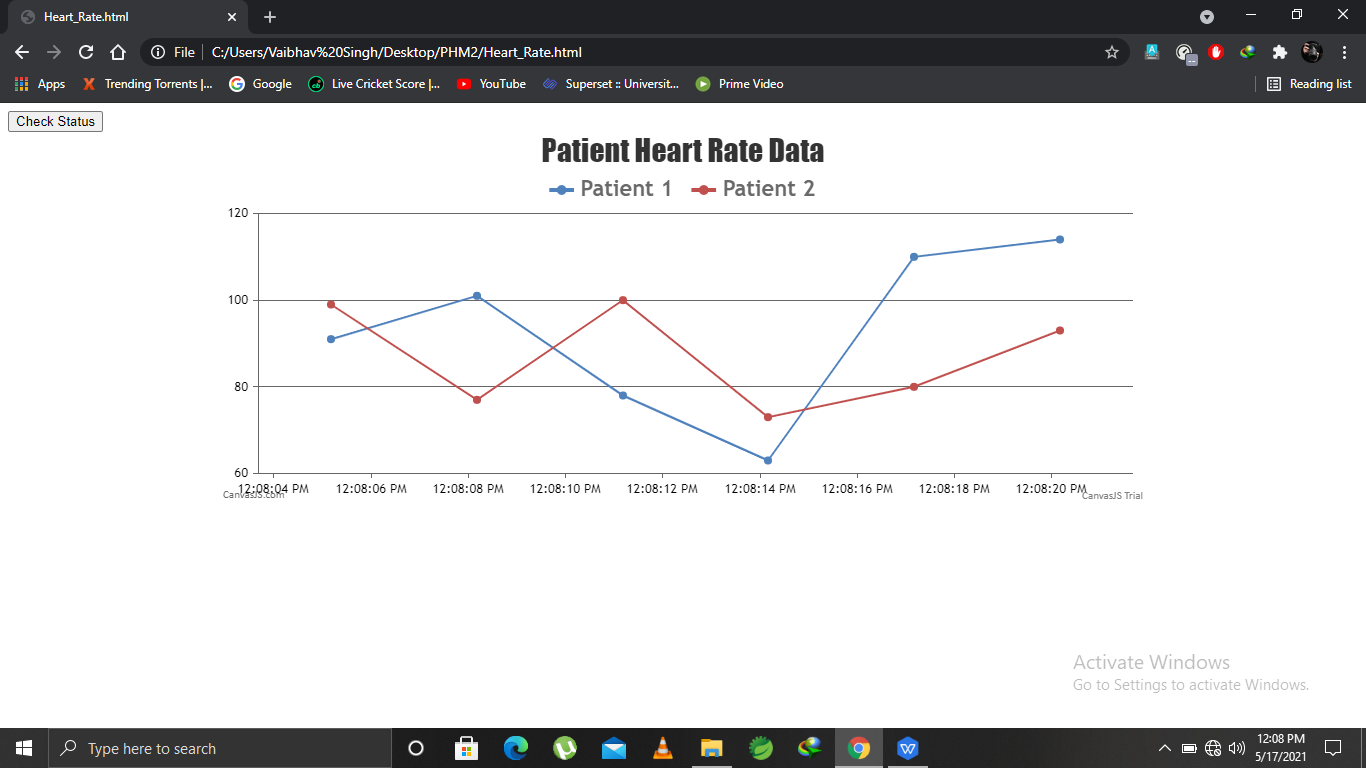 Heart_Rate.html
File C:/Users/Vaibhav%20Singh/Desktop/PHM2/Heart_Rate.html
Apps Trending Torrents |... Google Live Cricket Score |... YouTube Superset :: Universit... Prime Video Reading list
Check Status
Patient Heart Rate Data
Patient 1 Patient 2
120
100
80
60
12:08:04 PM 12:08:06 PM 12:08:08 PM 12:08:10 PM 12:08:12 PM 12:08:14 PM 12:08:16 PM 12:08:18 PM 12:08:20 PM
CanvasJS.com CanvasJS Trial
Activate Windows
Go to Settings to activate Windows.
Type here to search
12:08 PM
5/17/2021